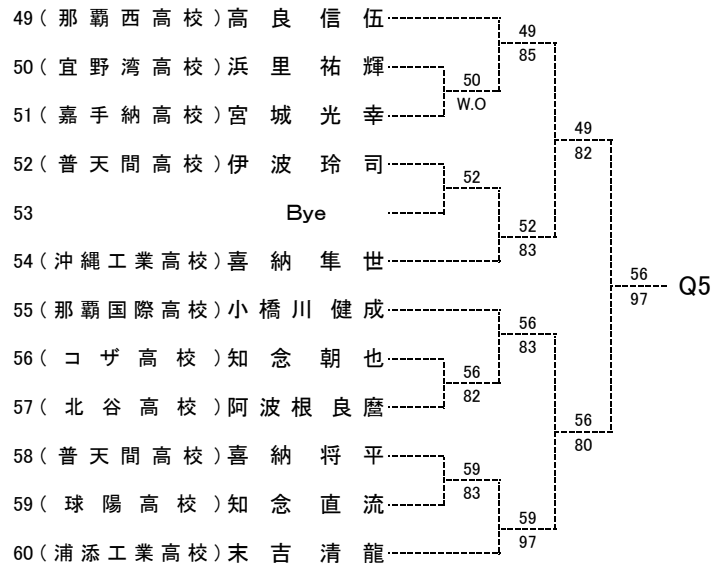 49(那覇西高校)高良信伍
49
85
50(宜野湾高校)浜里祐輝
50
W.O
51(嘉手納高校)宮城光幸
49
82
52(普天間高校)伊波玲司
52
53 Bye
52
83
54(沖縄工業高校)喜納隼世
56
97
Q5
55(那覇国際高校)小橋川健成
56
83
56(コザ高校)知念朝也
56
82
57(北谷高校)阿波根良麿
56
80
58(普天間高校)喜納将平
59
83
59(球陽高校)知念直流
59
97
60(浦添工業高校)末吉清龍